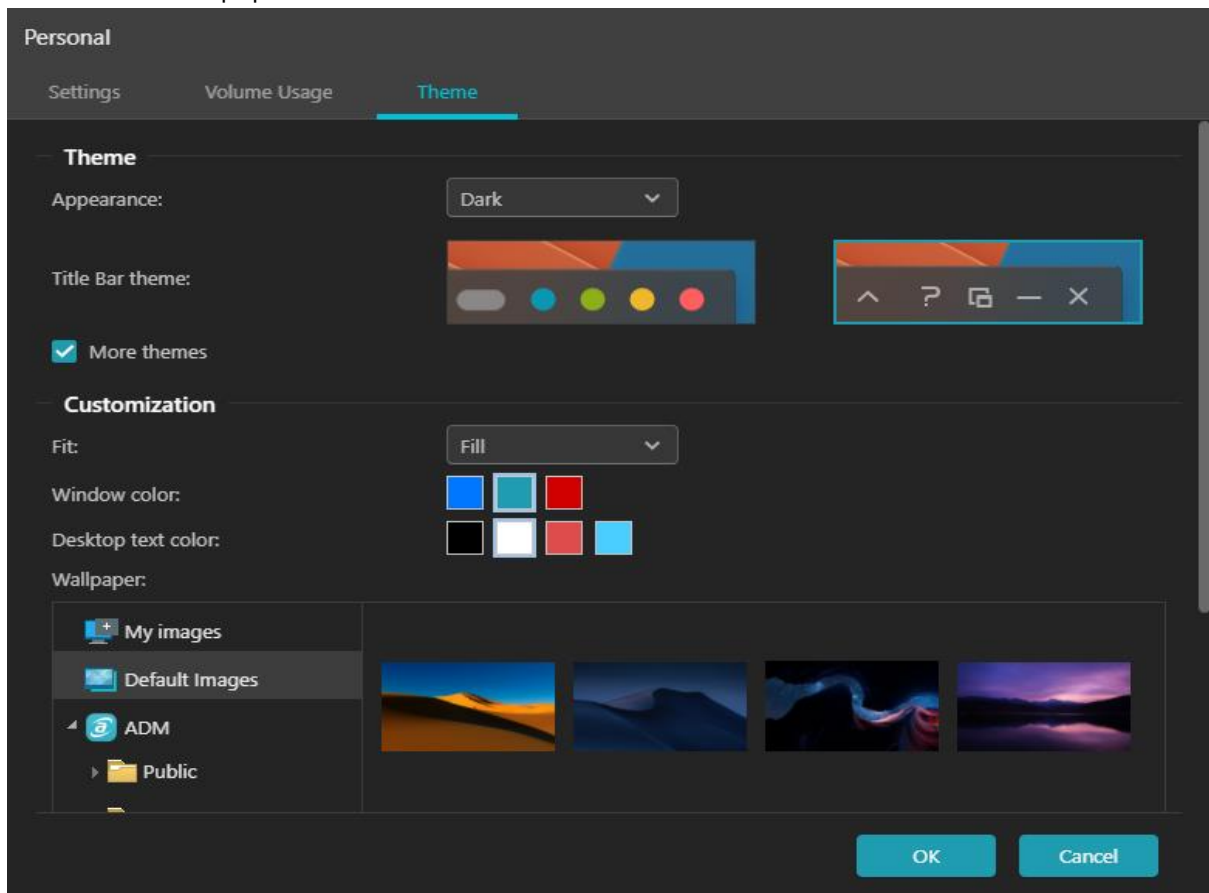 Personal
Settings Volume Usage Theme
Theme
Appearance: Dark
Title Bar theme:
More themes
Customization
Fit: Fill
Window color:
Desktop text color:
Wallpaper:
My images
Default Images
ADM
Public
OK Cancel